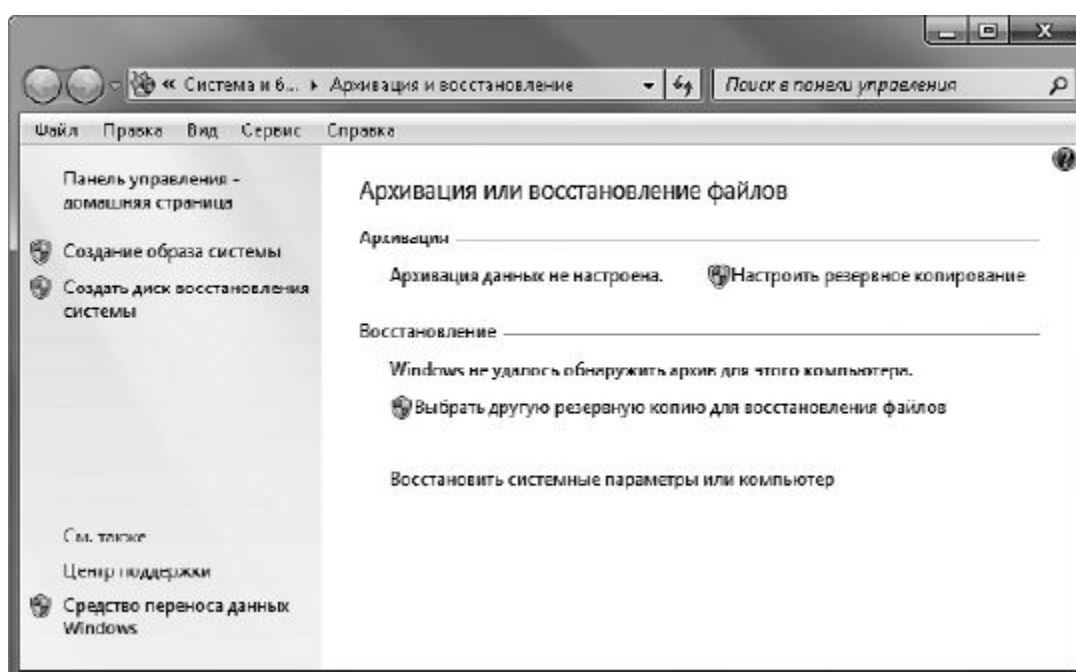 « Система и б... Архивация и восстановление Поиск в панели управления
Файл Правка Вид Сервис Справка
Панель управления -
домашняя страница
Создание образа системы
Создать диск восстановления
системы
См. также
Центр поддержки
Средство переноса данных
Windows
Архивация или восстановление файлов
Архивация
Архивация данных не настроена. Настроить резервное копирование
Восстановление
Windows не удалось обнаружить архив для этого компьютера.
Выбрать другую резервную копию для восстановления файлов
Восстановить системные параметры или компьютер